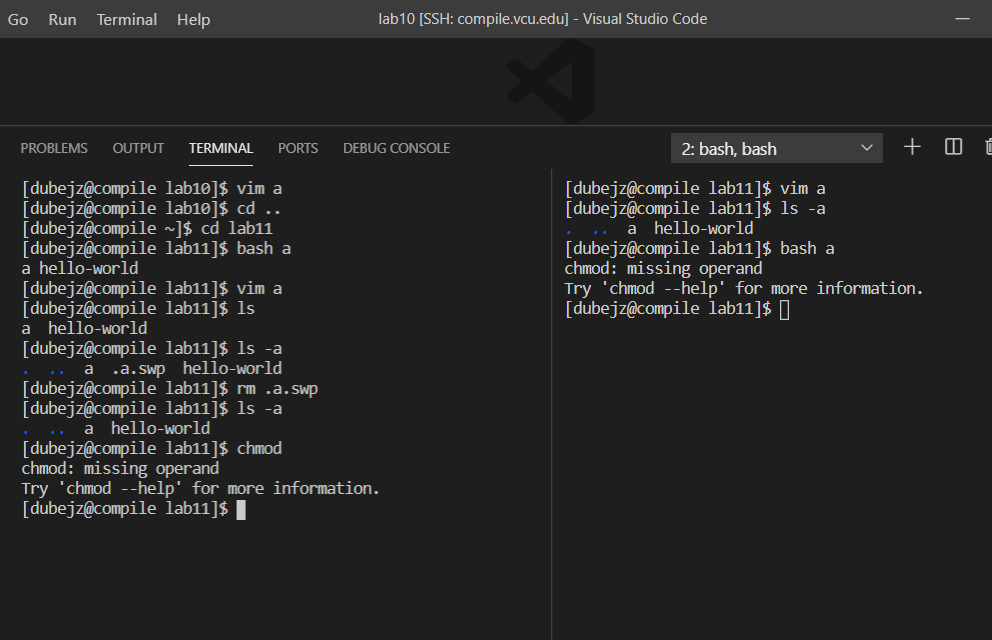 Go Run Terminal Help lab10 [SSH: compile.vcu.edu] - Visual Studio Code
PROBLEMS OUTPUT TERMINAL PORTS DEBUG CONSOLE 2: bash, bash
[dubejz@compile lab10]$ vim a
[dubejz@compile lab10]$ cd ..
[dubejz@compile ~]$ cd lab11
[dubejz@compile lab11]$ bash a
a hello-world
[dubejz@compile lab11]$ vim a
[dubejz@compile lab11]$ ls
a  hello-world
[dubejz@compile lab11]$ ls -a
.  ..  a  .a.swp  hello-world
[dubejz@compile lab11]$ rm .a.swp
[dubejz@compile lab11]$ ls -a
.  ..  a  hello-world
[dubejz@compile lab11]$ chmod
chmod: missing operand
Try 'chmod --help' for more information.
[dubejz@compile lab11]$
[dubejz@compile lab11]$ vim a
[dubejz@compile lab11]$ ls -a
.  ..  a  hello-world
[dubejz@compile lab11]$ bash a
chmod: missing operand
Try 'chmod --help' for more information.
[dubejz@compile lab11]$